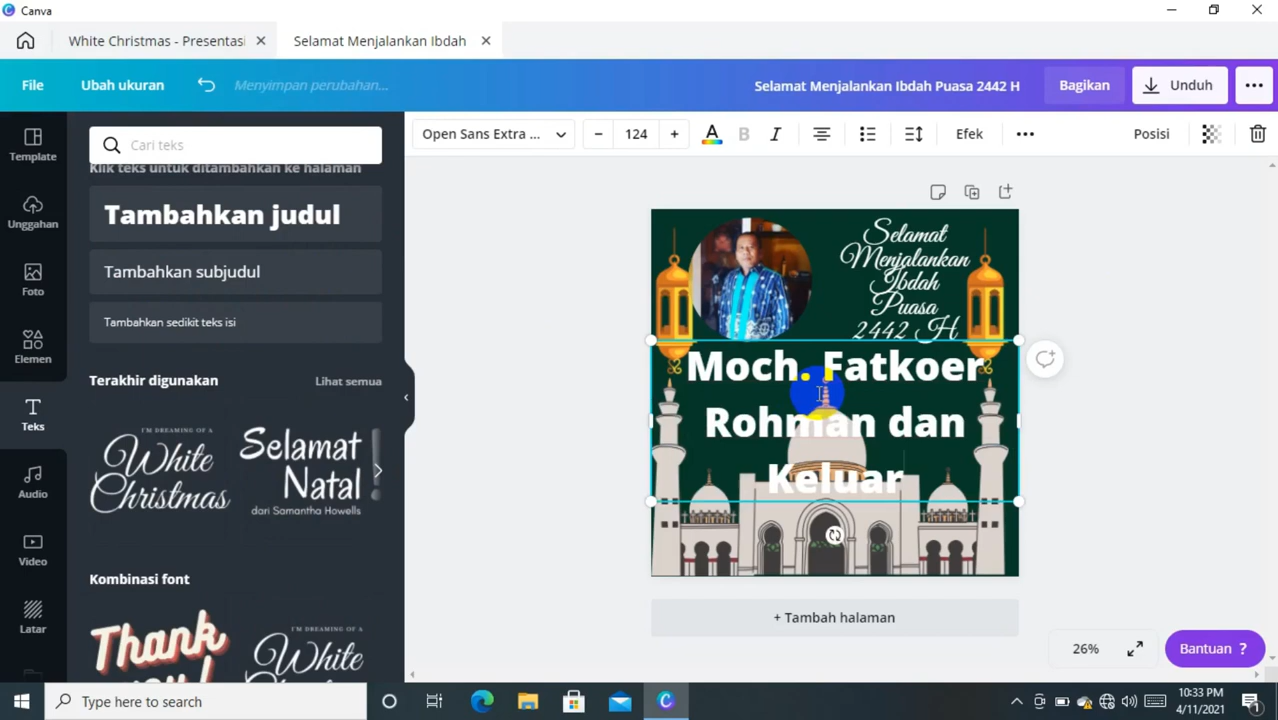 Canva
White Christmas - Presentasi
Selamat Menjalankan Ibdah
File
Ubah ukuran
Menyimpan perubahan...
Selamat Menjalankan Ibdah Puasa 2442 H
Bagikan
Unduh
Template
Unggahan
Foto
Elemen
Teks
Audio
Video
Latar
Cari teks
Klik teks untuk ditambahkan ke halaman
Tambahkan judul
Tambahkan subjudul
Tambahkan sedikit teks isi
Terakhir digunakan
Lihat semua
I'M DREAMING OF A
White
Christmas
Selamat
Natal
dari Samantha Howells
Kombinasi font
Thank
you!
I'M DREAMING OF A
White
Open Sans Extra ...
124
A
B
I
Efek
Posisi
Selamat
Menjalankan
Ibdah
Puasa
2442 H
Moch. Fatkoer
Rohman dan
Keluar
+ Tambah halaman
26%
Bantuan ?
Type here to search
10:33 PM
4/11/2021
1